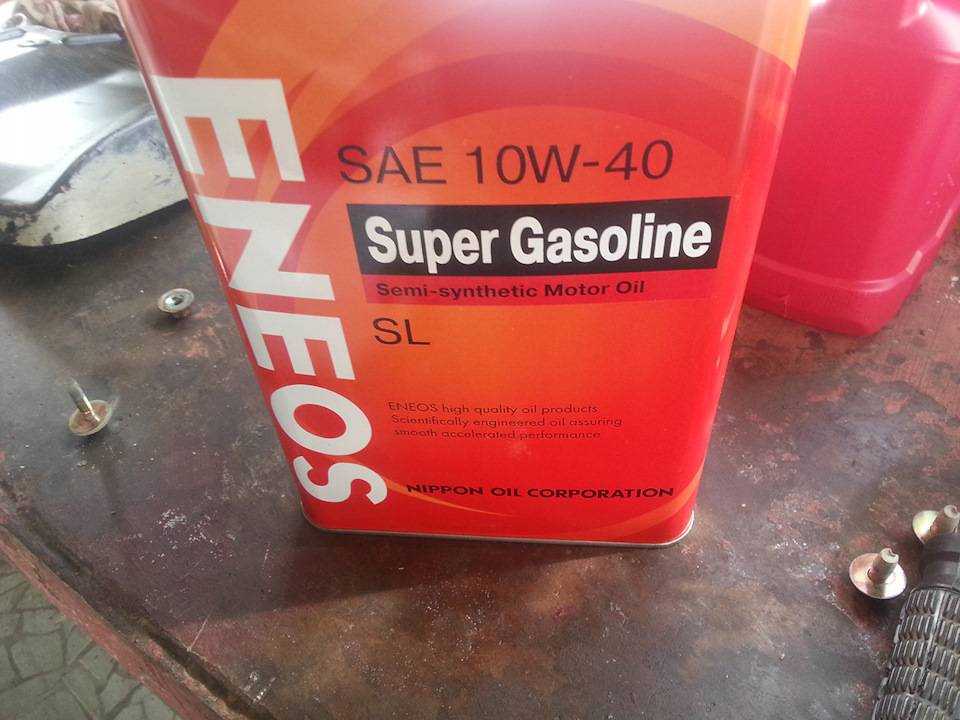 ENEOS
SAE 10W-40
Super Gasoline
Semi-synthetic Motor Oil
SL
ENEOS high quality oil products
Scientifically engineered oil assuring
smooth accelerated performance
NIPPON OIL CORPORATION